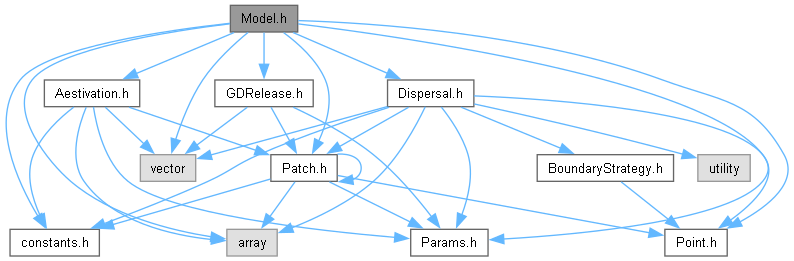 Model.h
Aestivation.h
GDRelease.h
Dispersal.h
vector
Patch.h
BoundaryStrategy.h
utility
constants.h
array
Params.h
Point.h